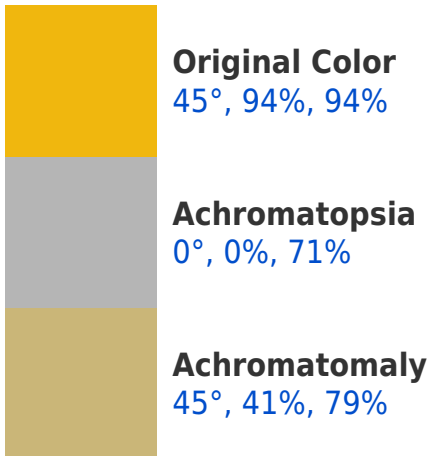 Original Color
45°, 94%, 94%
Achromatopsia
0°, 0%, 71%
Achromatomaly
45°, 41%, 79%